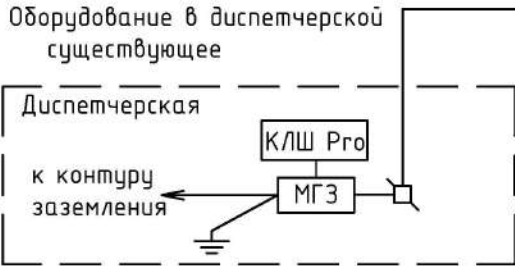 Оборудование в диспетчерской
существующее
Диспетчерская
КЛШ Pro
к контуру
заземления
МГЗ